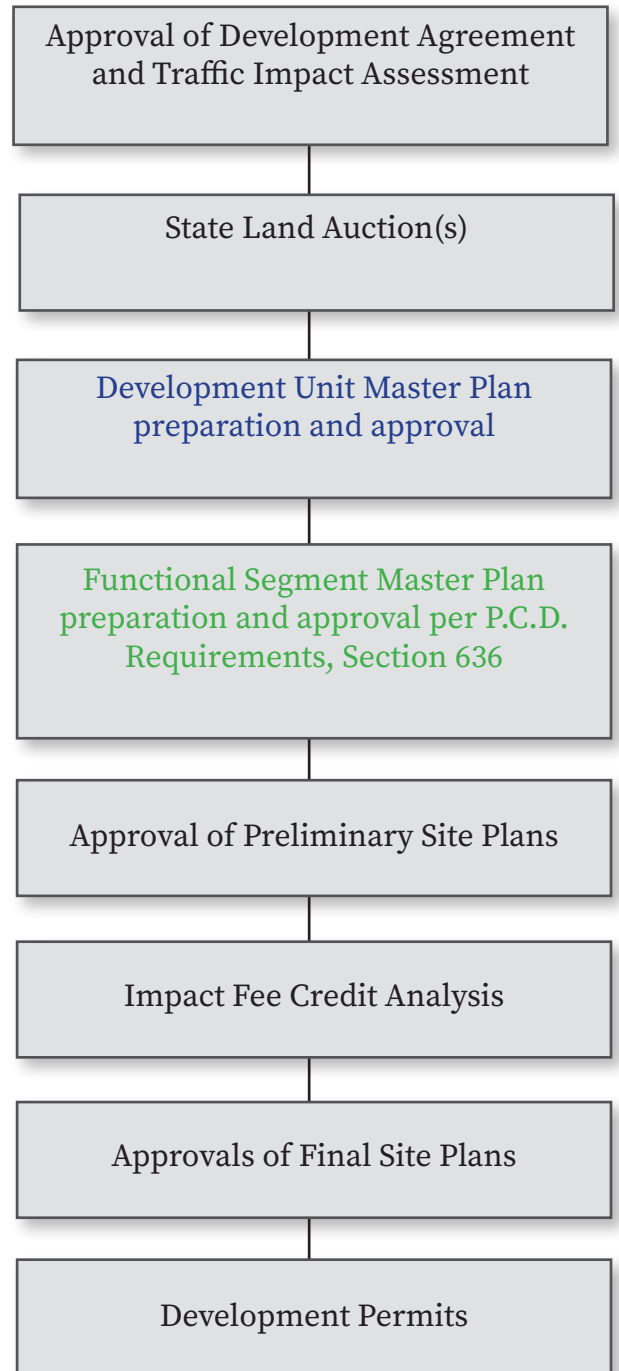 Approval of Development Agreement
and Traffic Impact Assessment
State Land Auction(s)
Development Unit Master Plan
preparation and approval
Functional Segment Master Plan
preparation and approval per P.C.D.
Requirements, Section 636
Approval of Preliminary Site Plans
Impact Fee Credit Analysis
Approvals of Final Site Plans
Development Permits